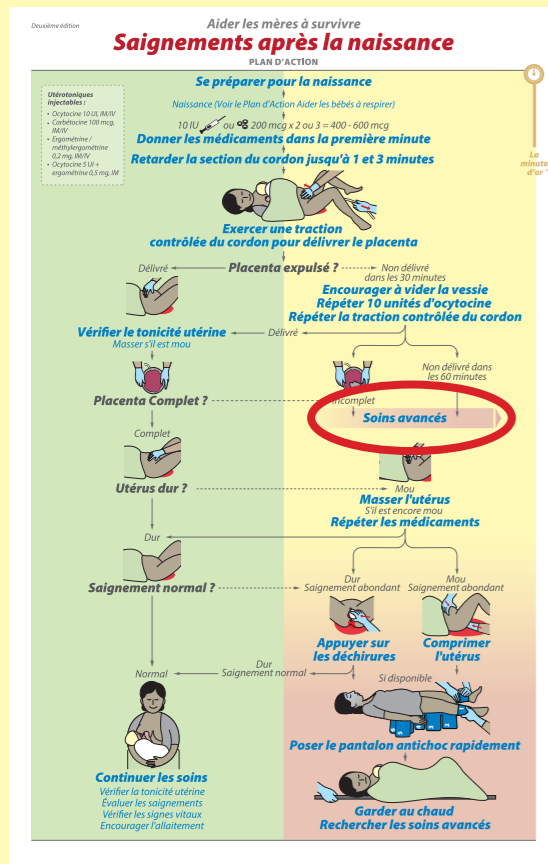 Deuxième édition
Aider les mères à survivre
Saignements après la naissance
PLAN D'ACTION
Se préparer pour la naissance
Utérotoniques
injectables :
• Ocytocine 10 UI, IM/IV
• Carbétocine 100 mcg,
IM/IV
• Ergométrine /
méthylergométrine
0,2 mg, IM/IV
• Ocytocine 5 UI +
ergométrine 0,5 mg, IM
Naissance (Voir le Plan d'Action Aider les bébés à respirer)
10 IU ou 200 mcg x 2 ou 3 = 400 - 600 mcg
Donner les médicaments dans la première minute
Retarder la section du cordon jusqu'à 1 et 3 minutes
La
minute
d'or
Exercer une traction
contrôlée du cordon pour délivrer le placenta
Délivré
Placenta expulsé ?
Non délivré
dans les 30 minutes
Encourager à vider la vessie
Répéter 10 unités d'ocytocine
Répéter la traction contrôlée du cordon
Vérifier le tonicité utérine
Masser s'il est mou
Délivré
Non délivré dans
les 60 minutes
Placenta Complet ?
Incomplet
Soins avancés
Complet
Utérus dur ?
Mou
Masser l'utérus
S'il est encore mou
Répéter les médicaments
Dur
Saignement normal ?
Dur
Saignement abondant
Mou
Saignement abondant
Appuyer sur
les déchirures
Comprimer
l'utérus
Normal
Dur
Saignement normal
Si disponible
Poser le pantalon antichoc rapidement
Continuer les soins
Vérifier la tonicité utérine
Évaluer les saignements
Vérifier les signes vitaux
Encourager l'allaitement
Garder au chaud
Rechercher les soins avancés